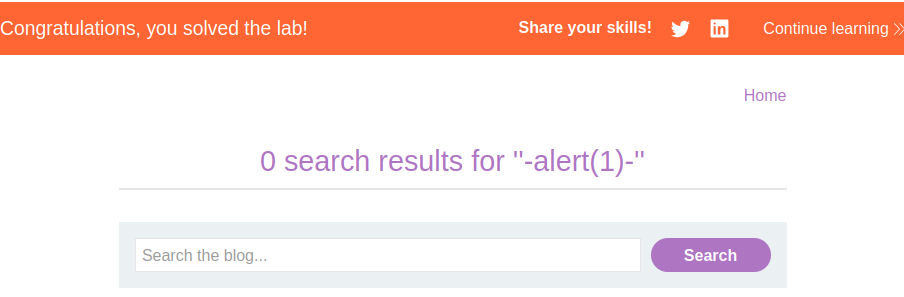 Congratulations, you solved the lab!
Share your skills!
Continue learning
Home
0 search results for ''-alert(1)-''
Search the blog...
Search